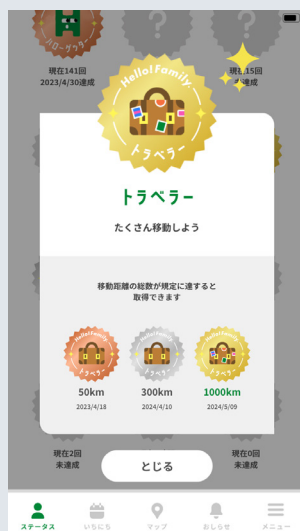 ハローゲッター
?
?
現在141回
2023/4/30達成
現在15回
未達成
Hello! Family.
トラベラー
トラベラー
たくさん移動しよう
移動距離の総数が規定に達すると
取得できます
Hello! Family.
トラベラー
Hello! Family.
トラベラー
Hello! Family.
トラベラー
50km
300km
1000km
2023/4/18
2024/4/10
2024/5/09
現在2回
未達成
現在0回
未達成
とじる
ステータス
いちにち
マップ
おしらせ
メニュー